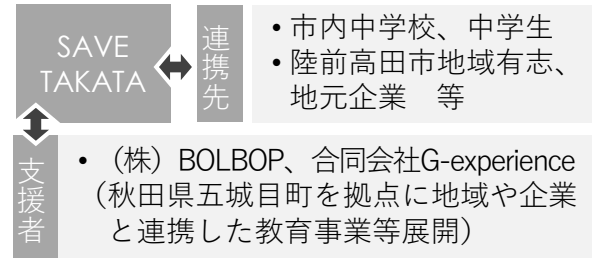 SAVE
TAKATA
連携先
• 市内中学校、中学生
• 陸前高田市地域有志、
地元企業　等
支援者
• （株）BOLBOP、合同会社G-experience
（秋田県五城目町を拠点に地域や企業
と連携した教育事業等展開）